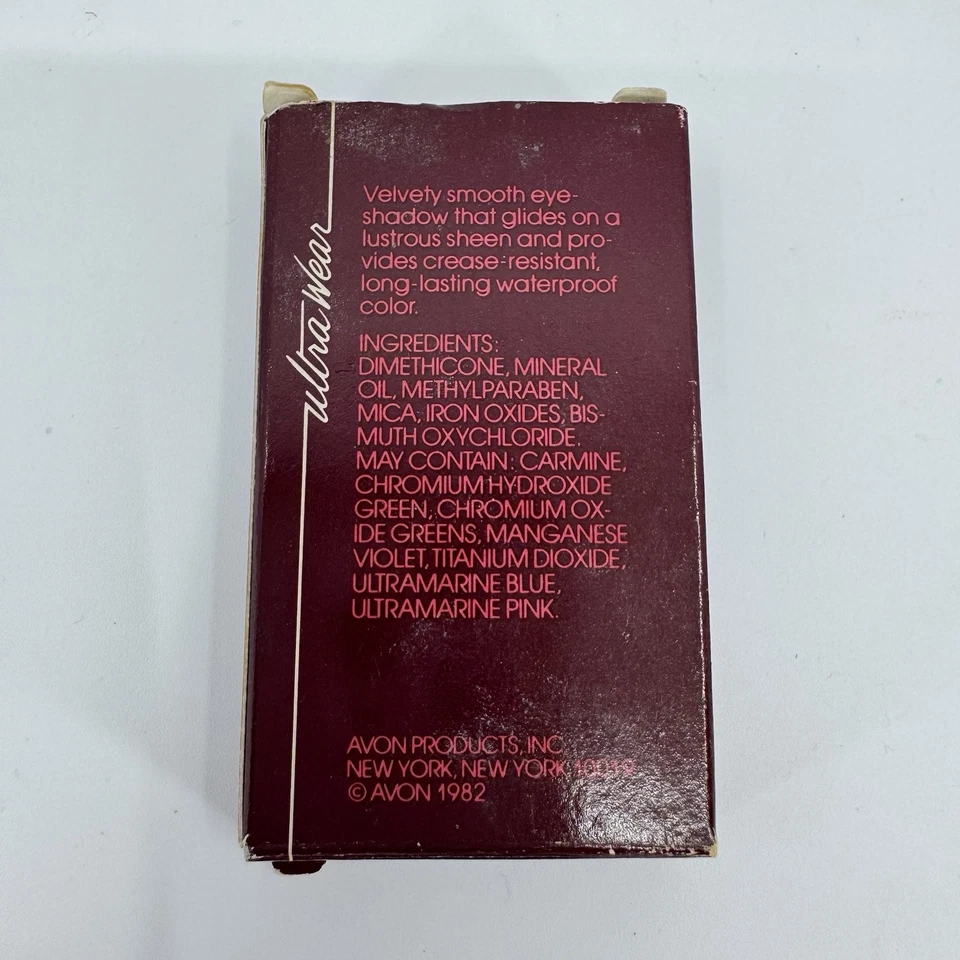 ultra Wear
Velvety smooth eye-
shadow that glides on a
lustrous sheen and pro-
vides crease-resistant,
long-lasting waterproof
color.
INGREDIENTS:
DIMETHICONE, MINERAL
OIL, METHYLPARABEN,
MICA, IRON OXIDES, BIS-
MUTH OXYCHLORIDE.
MAY CONTAIN: CARMINE,
CHROMIUM HYDROXIDE
GREEN, CHROMIUM OX-
IDE GREENS, MANGANESE
VIOLET, TITANIUM DIOXIDE,
ULTRAMARINE BLUE,
ULTRAMARINE PINK.
AVON PRODUCTS, INC.
NEW YORK, NEW YORK 10019
© AVON 1982